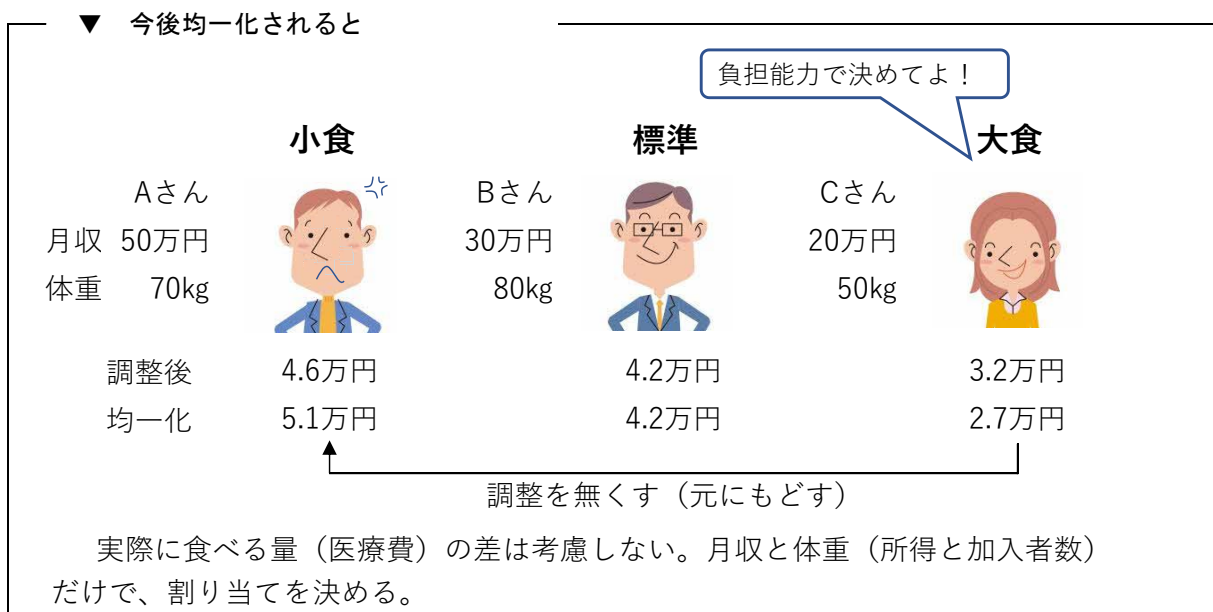 ▼ 今後均一化されると
負担能力で決めてよ！
小食 標準 大食
Aさん Bさん Cさん
月収 50万円 30万円 20万円
体重 70kg 80kg 50kg
調整後 4.6万円 4.2万円 3.2万円
均一化 5.1万円 4.2万円 2.7万円
調整を無くす（元にもどす）
実際に食べる量（医療費）の差は考慮しない。月収と体重（所得と加入者数）
だけで、割り当てを決める。